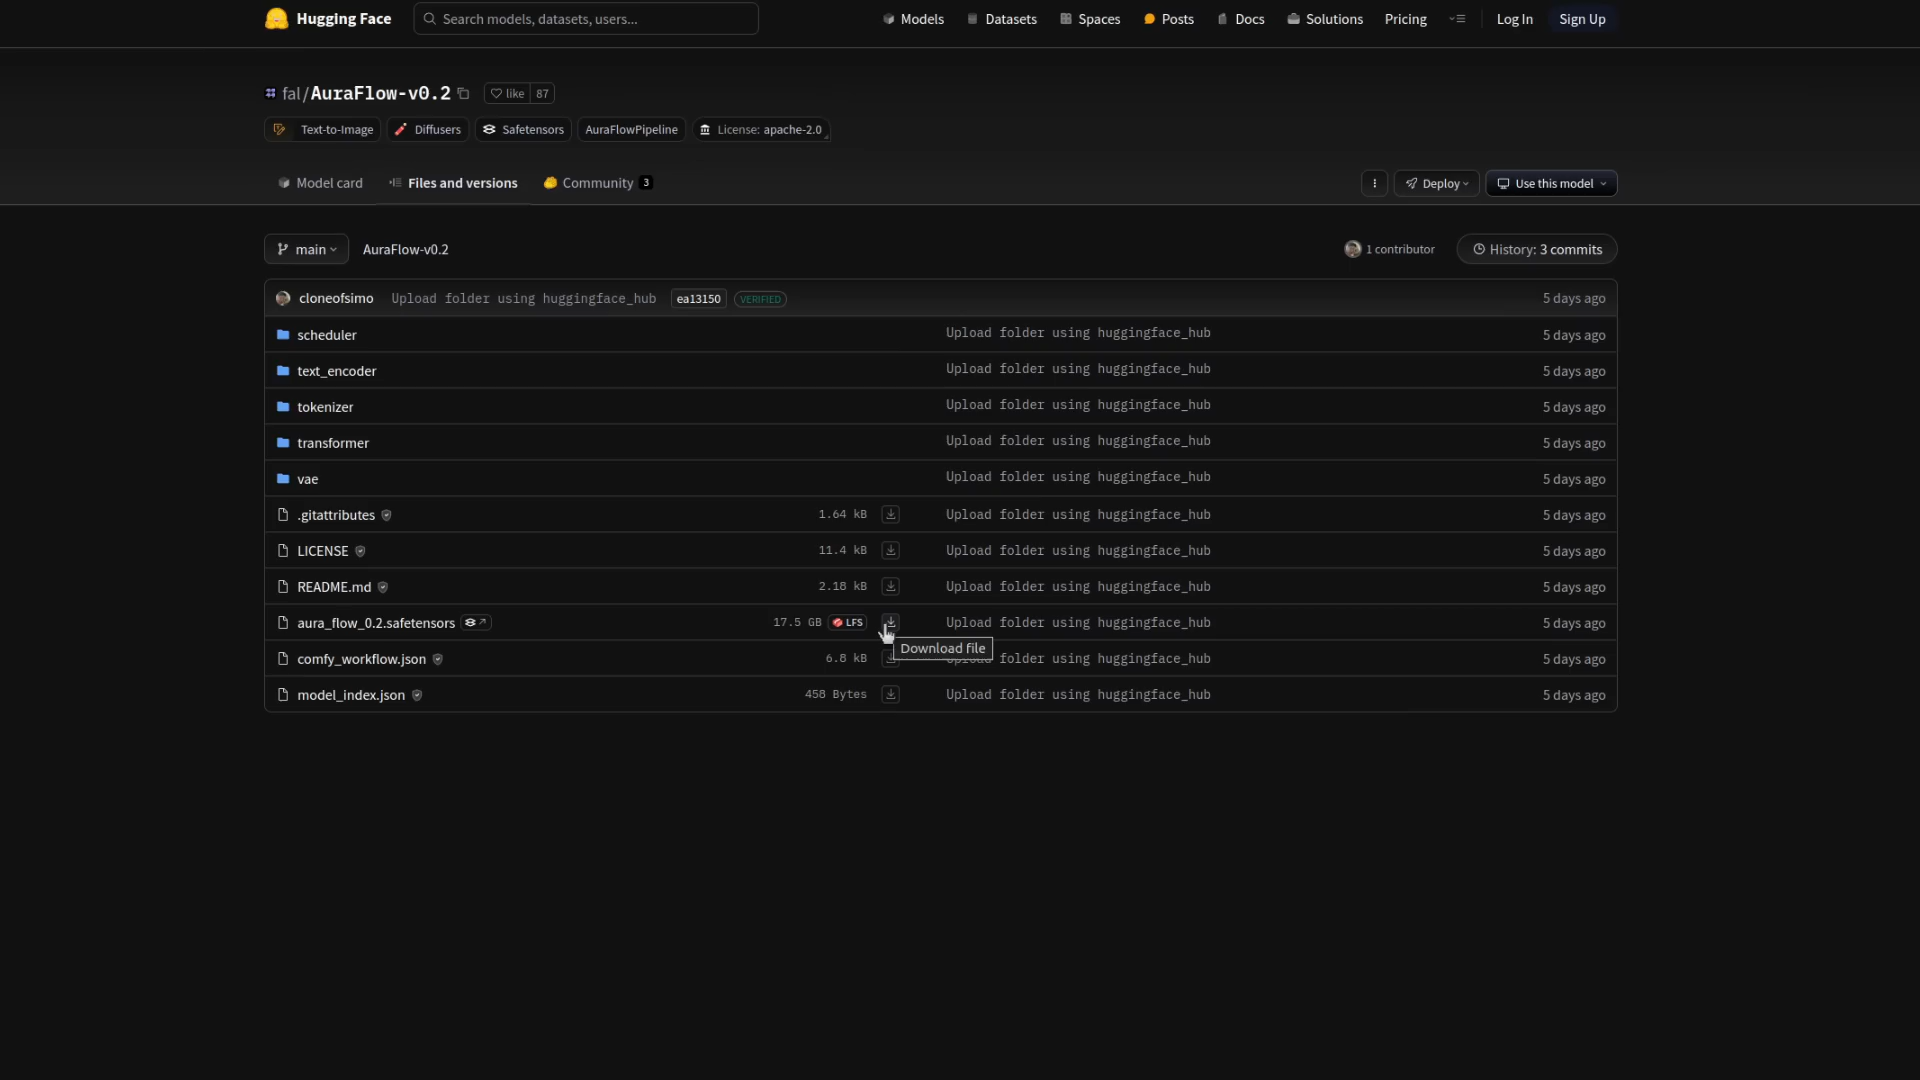 Hugging Face Search models, datasets, users... Models Datasets Spaces Posts Docs Solutions Pricing Log In Sign Up
fal/AuraFlow-v0.2 like 87
Text-to-Image Diffusers Safetensors AuraFlowPipeline License: apache-2.0
Model card Files and versions Community 3 Deploy Use this model
main AuraFlow-v0.2 1 contributor History: 3 commits
cloneofsimo Upload folder using huggingface_hub ea13150 VERIFIED 5 days ago
scheduler Upload folder using huggingface_hub 5 days ago
text_encoder Upload folder using huggingface_hub 5 days ago
tokenizer Upload folder using huggingface_hub 5 days ago
transformer Upload folder using huggingface_hub 5 days ago
vae Upload folder using huggingface_hub 5 days ago
.gitattributes 1.64 kB Upload folder using huggingface_hub 5 days ago
LICENSE 11.4 kB Upload folder using huggingface_hub 5 days ago
README.md 2.18 kB Upload folder using huggingface_hub 5 days ago
aura_flow_0.2.safetensors 17.5 GB LFS Upload folder using huggingface_hub 5 days ago
Download file
comfy_workflow.json 6.8 kB Upload folder using huggingface_hub 5 days ago
model_index.json 458 Bytes Upload folder using huggingface_hub 5 days ago